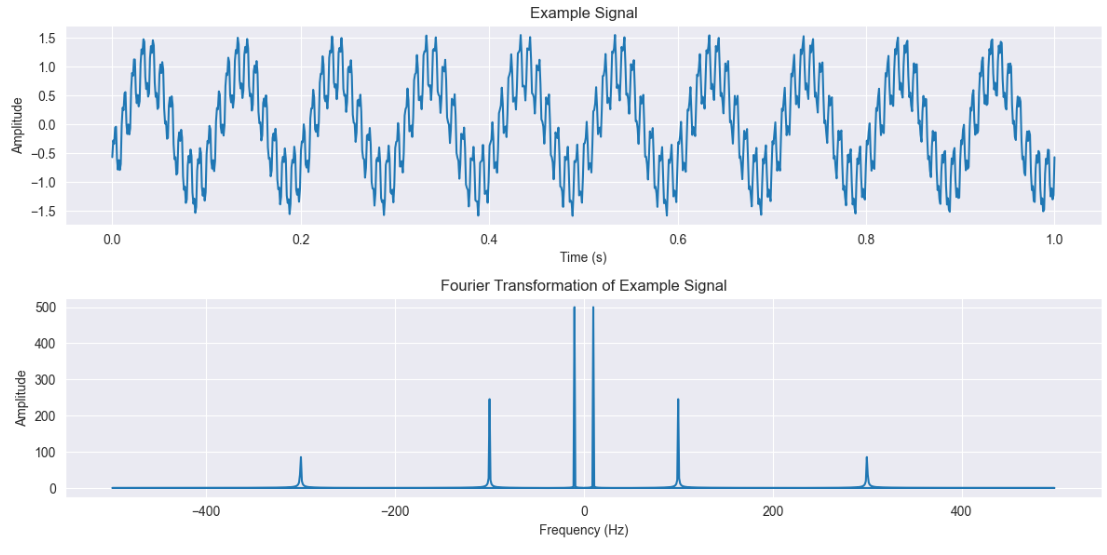 Example Signal
1.5
1.0
0.5
0.0
−0.5
−1.0
−1.5
Amplitude
0.0 0.2 0.4 0.6 0.8 1.0
Time (s)
Fourier Transformation of Example Signal
500
400
300
200
100
0
Amplitude
−400 −200 0 200 400
Frequency (Hz)